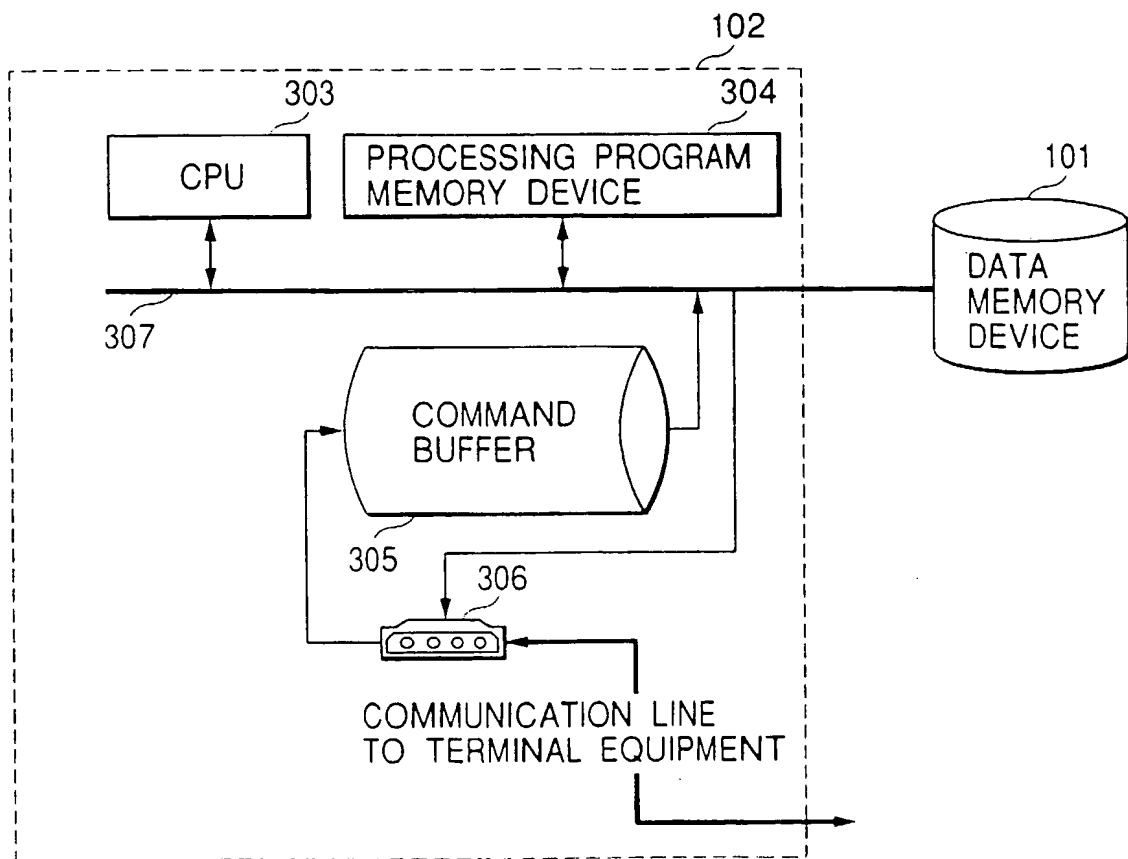 102
303
304
CPU
PROCESSING PROGRAM
MEMORY DEVICE
101
DATA
MEMORY
DEVICE
307
COMMAND
BUFFER
305
306
COMMUNICATION LINE
TO TERMINAL EQUIPMENT